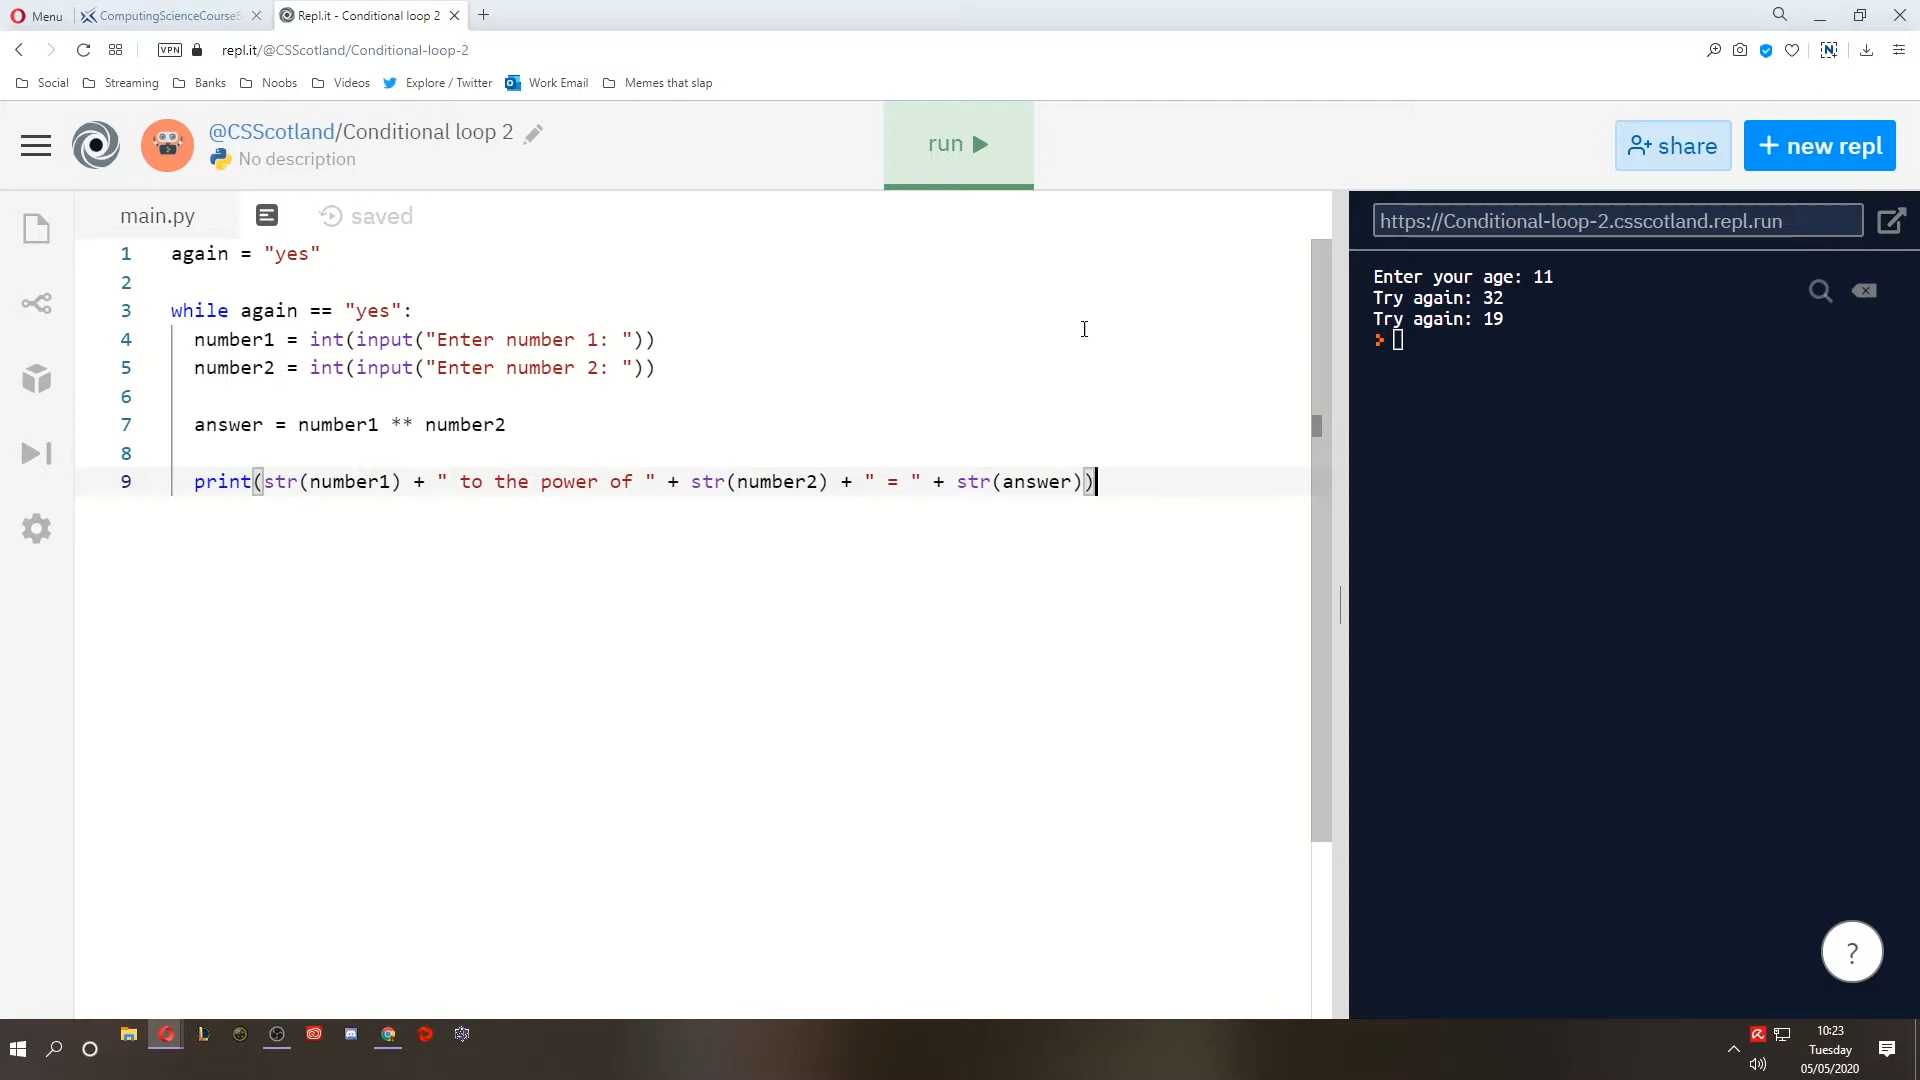 Menu
ComputingScienceCourseS
Repl.it - Conditional loop 2
VPN
repl.it/@CSScotland/Conditional-loop-2
Social
Streaming
Banks
Noobs
Videos
Explore / Twitter
Work Email
Memes that slap
@CSScotland/Conditional loop 2
No description
run
share
+ new repl
main.py
saved
1 again = "yes"
2
3 while again == "yes":
4 number1 = int(input("Enter number 1: "))
5 number2 = int(input("Enter number 2: "))
6
7 answer = number1 ** number2
8
9 print(str(number1) + " to the power of " + str(number2) + " = " + str(answer))
https://Conditional-loop-2.csscotland.repl.run
Enter your age: 11
Try again: 32
Try again: 19
?
10:23
Tuesday
05/05/2020